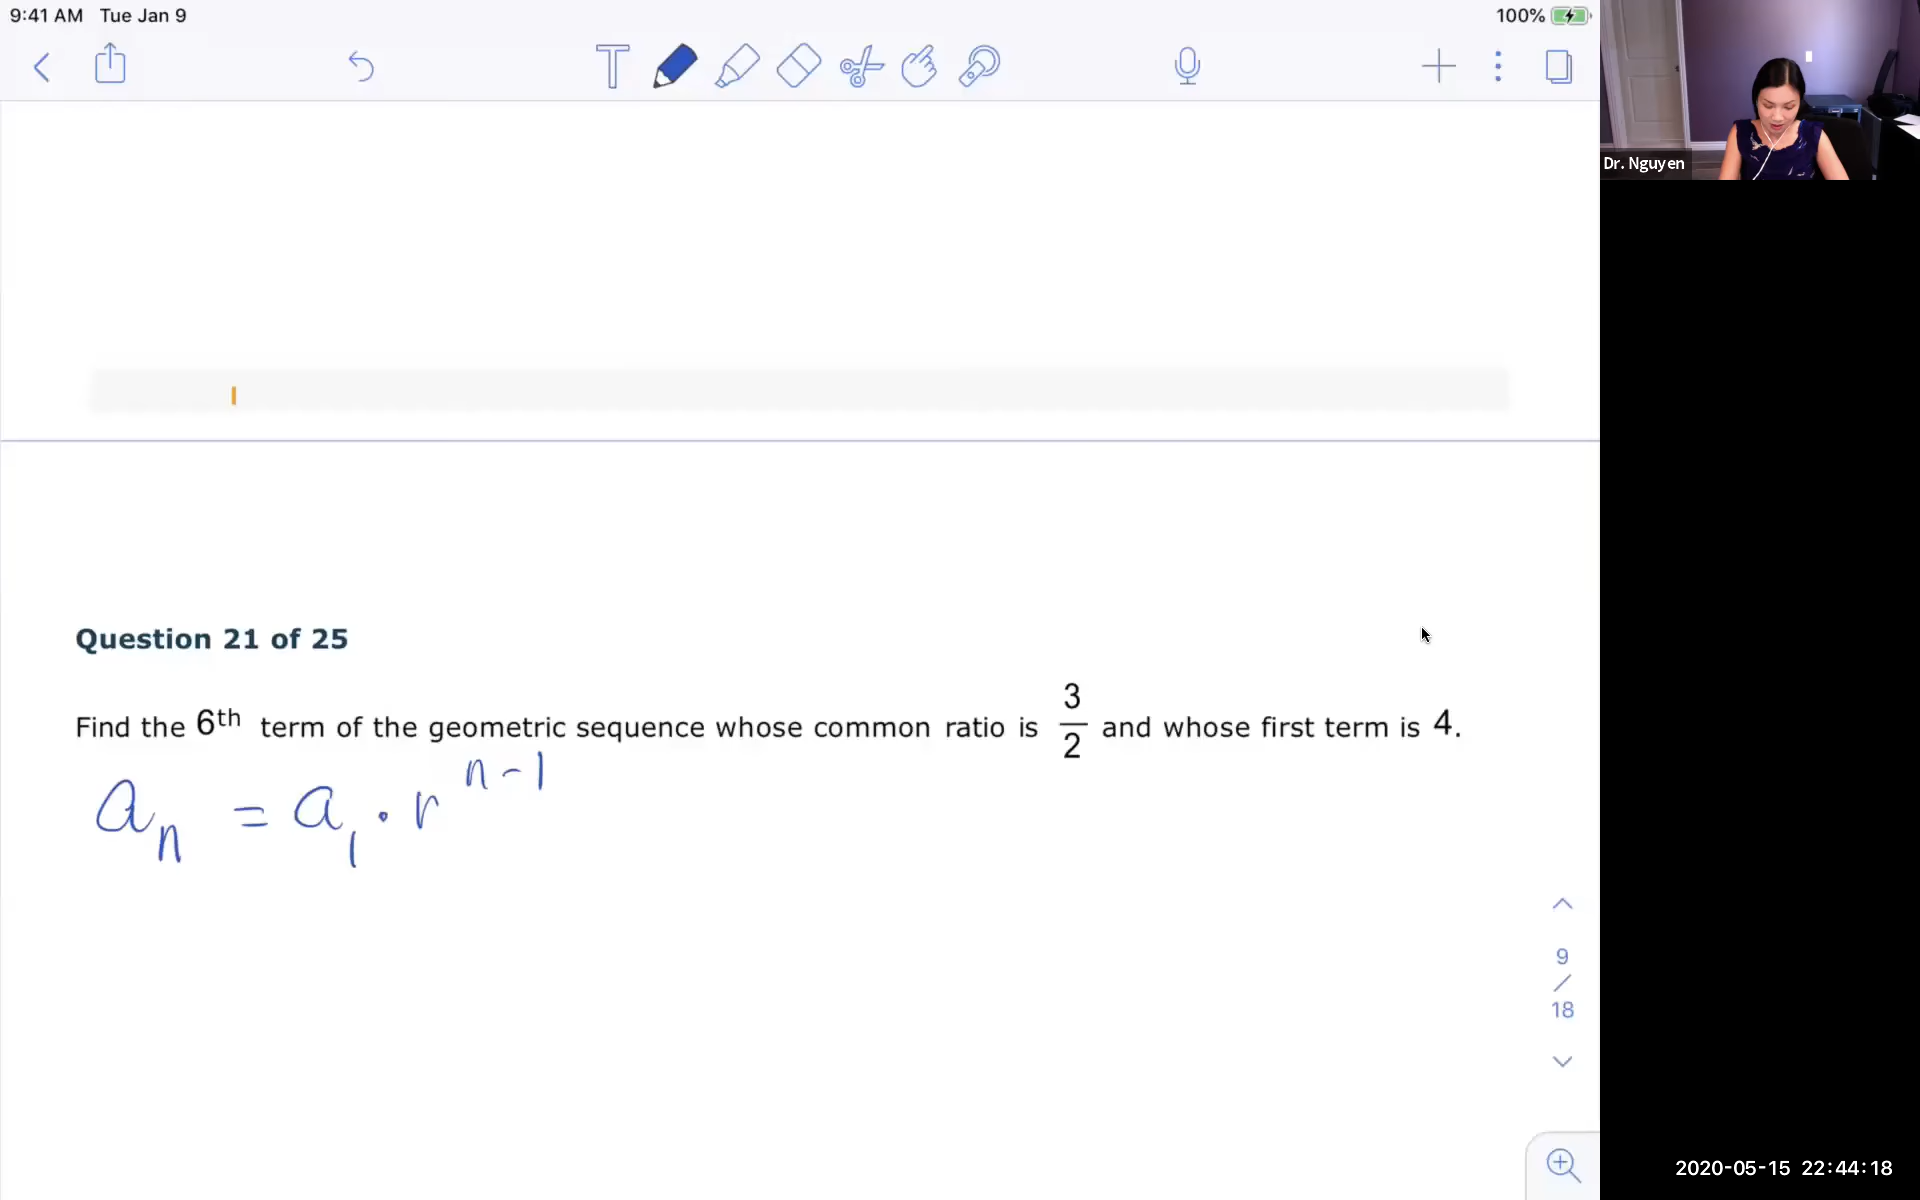 9:41 AM Tue Jan 9
100%
T
Dr. Nguyen
Question 21 of 25
Find the 6th term of the geometric sequence whose common ratio is 3/2 and whose first term is 4.
aₙ = a₁ · rⁿ⁻¹
9
/
18
2020-05-15 22:44:18